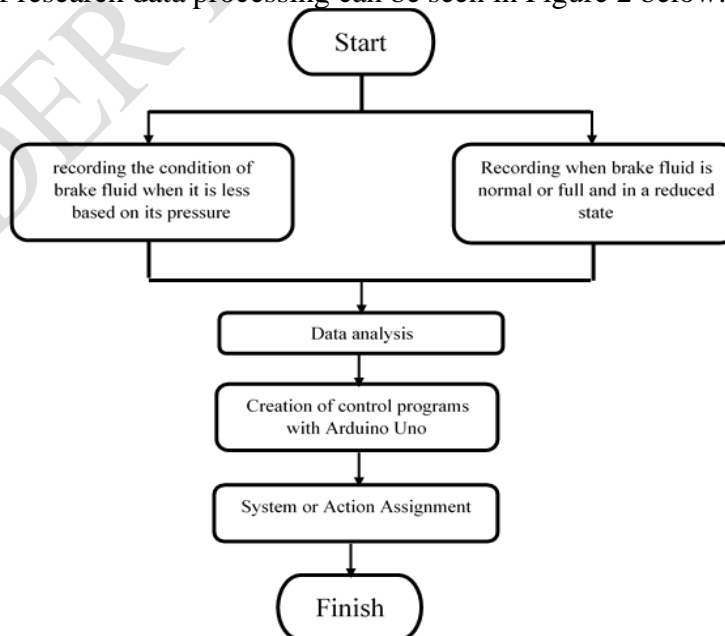 research data processing can be seen in Figure 2 below.
Start
recording the condition of
brake fluid when it is less
based on its pressure
Recording when brake fluid is
normal or full and in a reduced
state
Data analysis
Creation of control programs
with Arduino Uno
System or Action Assignment
Finish